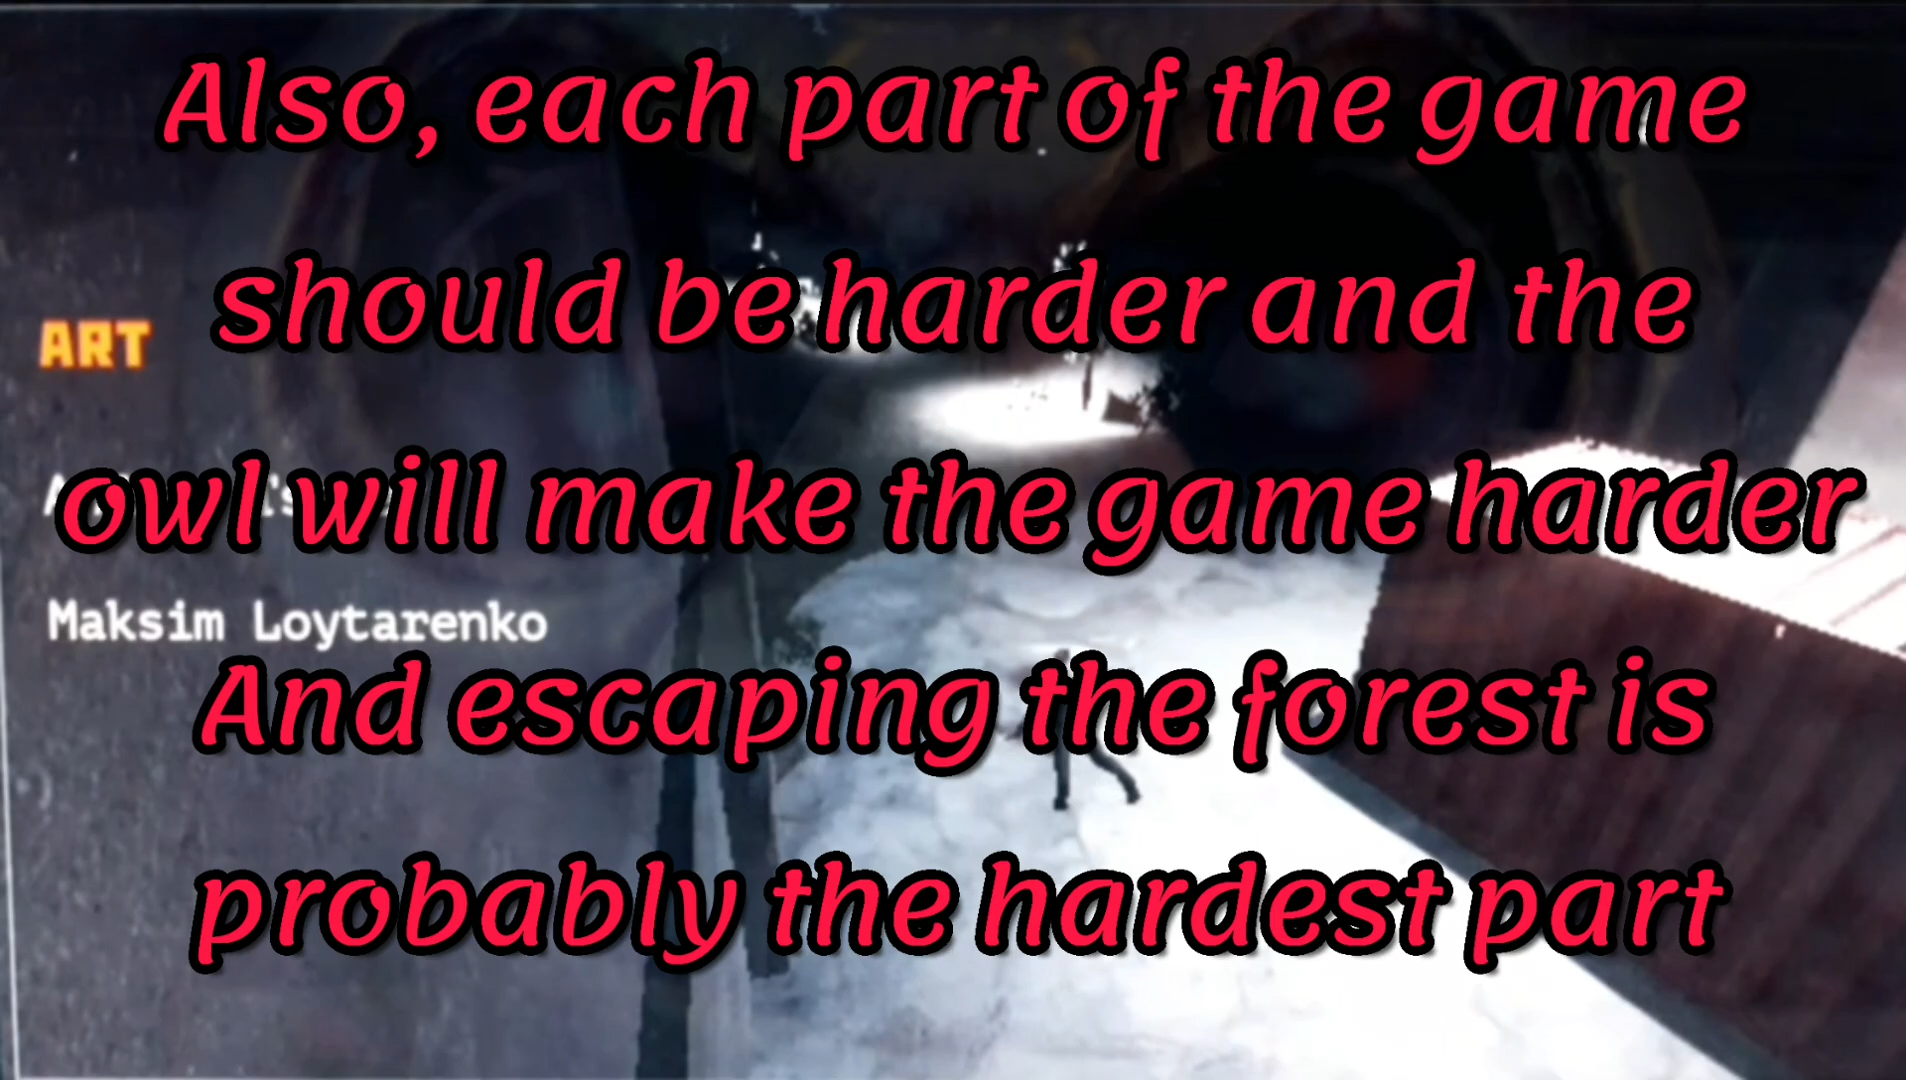 Also, each part of the game
should be harder and the
ART
owl will make the game harder
Maksim Loytarenko
And escaping the forest is
probably the hardest part